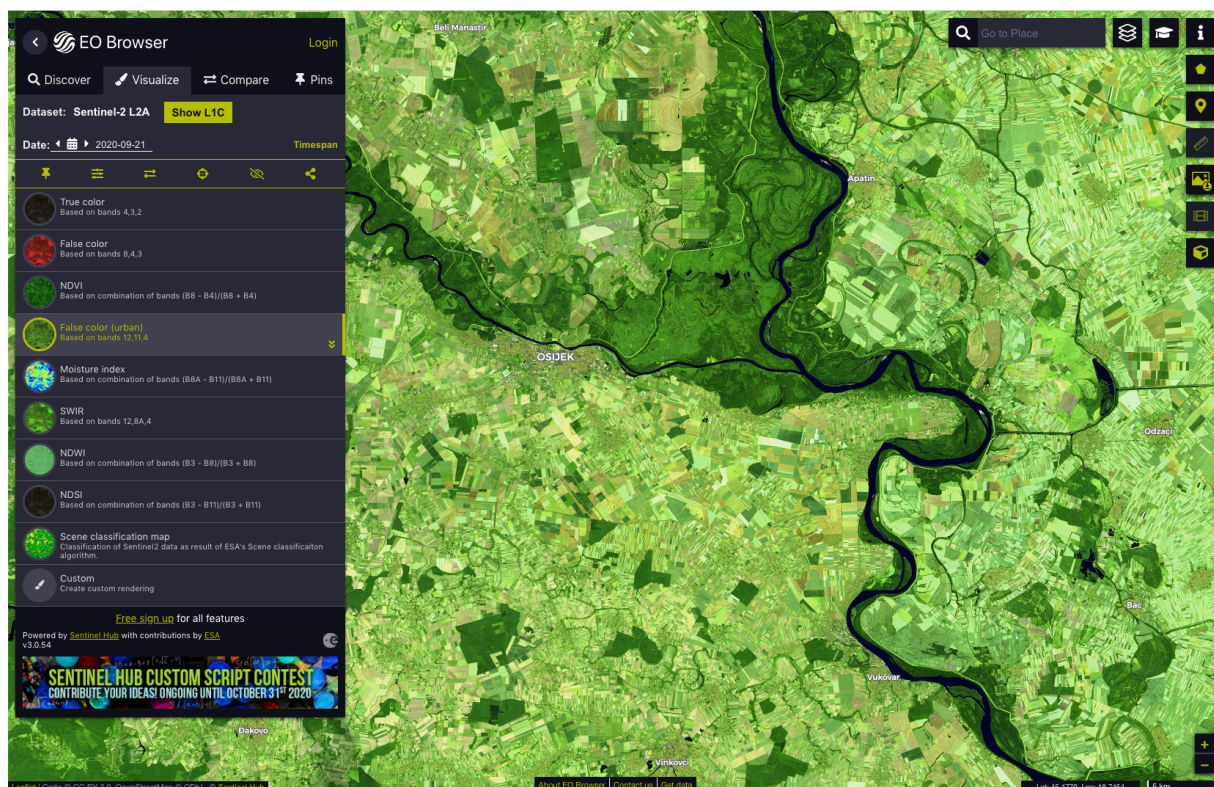 EO Browser
Login
Discover
Visualize
Compare
Pins
Dataset: Sentinel-2 L2A
Show L1C
Date: 2020-09-21
Timespan
True color
Based on bands 4,3,2
False color
Based on bands 8,4,3
NDVI
Based on combination of bands (B8 - B4)/(B8 + B4)
False color (urban)
Based on bands 12,11,4
Moisture index
Based on combination of bands (B8A - B11)/(B8A + B11)
SWIR
Based on bands 12,8A,4
NDWI
Based on combination of bands (B3 - B8)/(B3 + B8)
NDSI
Based on combination of bands (B3 - B11)/(B3 + B11)
Scene classification map
Classification of Sentinel2 data as result of ESA's Scene classificaiton
algorithm.
Custom
Create custom rendering
Free sign up for all features
Powered by Sentinel Hub with contributions by ESA
v3.0.54
SENTINEL HUB CUSTOM SCRIPT CONTEST
CONTRIBUTE YOUR IDEAS! ONGOING UNTIL OCTOBER 31ST 2020
Go to Place
Beli Manastir
Apatin
OSIJEK
Odzaci
Bac
Vukovar
Đakovo
Vinkovci
About EO Browser
Contact us
Get data
5 km